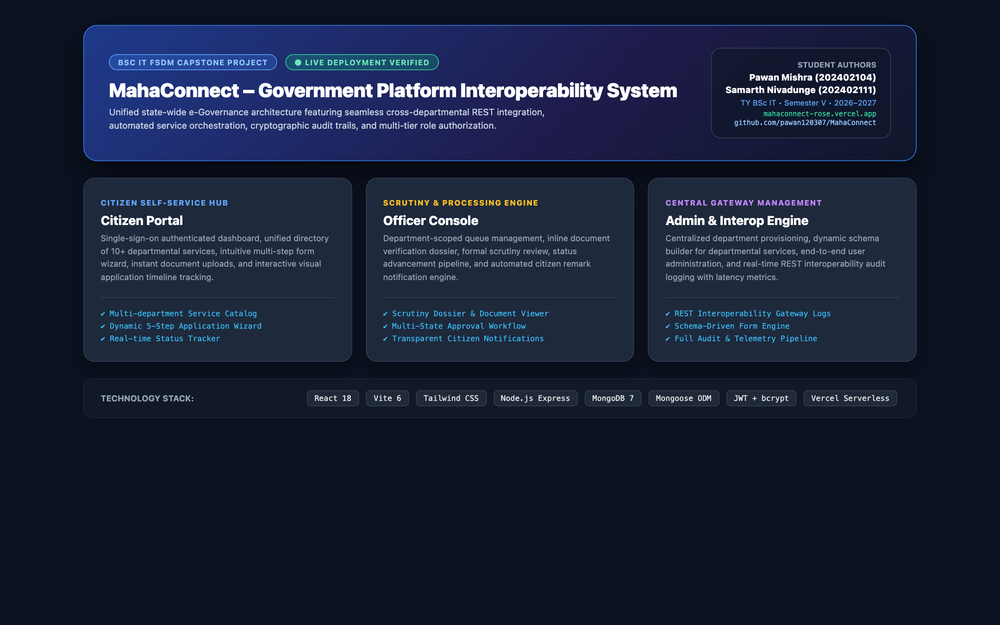 BSC IT FSDM CAPSTONE PROJECT
LIVE DEPLOYMENT VERIFIED
MahaConnect – Government Platform Interoperability System
Unified state-wide e-Governance architecture featuring seamless cross-departmental REST integration,
automated service orchestration, cryptographic audit trails, and multi-tier role authorization.
STUDENT AUTHORS
Pawan Mishra (202402104)
Samarth Nivadunge (202402111)
TY BSc IT • Semester V • 2026–2027
mahaconnect-rose.vercel.app
github.com/pawan120307/MahaConnect
CITIZEN SELF-SERVICE HUB
Citizen Portal
Single-sign-on authenticated dashboard, unified directory
of 10+ departmental services, intuitive multi-step form
wizard, instant document uploads, and interactive visual
application timeline tracking.
✔ Multi-department Service Catalog
✔ Dynamic 5-Step Application Wizard
✔ Real-time Status Tracker
SCRUTINY & PROCESSING ENGINE
Officer Console
Department-scoped queue management, inline document
verification dossier, formal scrutiny review, status
advancement pipeline, and automated citizen remark
notification engine.
✔ Scrutiny Dossier & Document Viewer
✔ Multi-State Approval Workflow
✔ Transparent Citizen Notifications
CENTRAL GATEWAY MANAGEMENT
Admin & Interop Engine
Centralized department provisioning, dynamic schema
builder for departmental services, end-to-end user
administration, and real-time REST interoperability audit
logging with latency metrics.
✔ REST Interoperability Gateway Logs
✔ Schema-Driven Form Engine
✔ Full Audit & Telemetry Pipeline
TECHNOLOGY STACK:
React 18
Vite 6
Tailwind CSS
Node.js Express
MongoDB 7
Mongoose ODM
JWT + bcrypt
Vercel Serverless